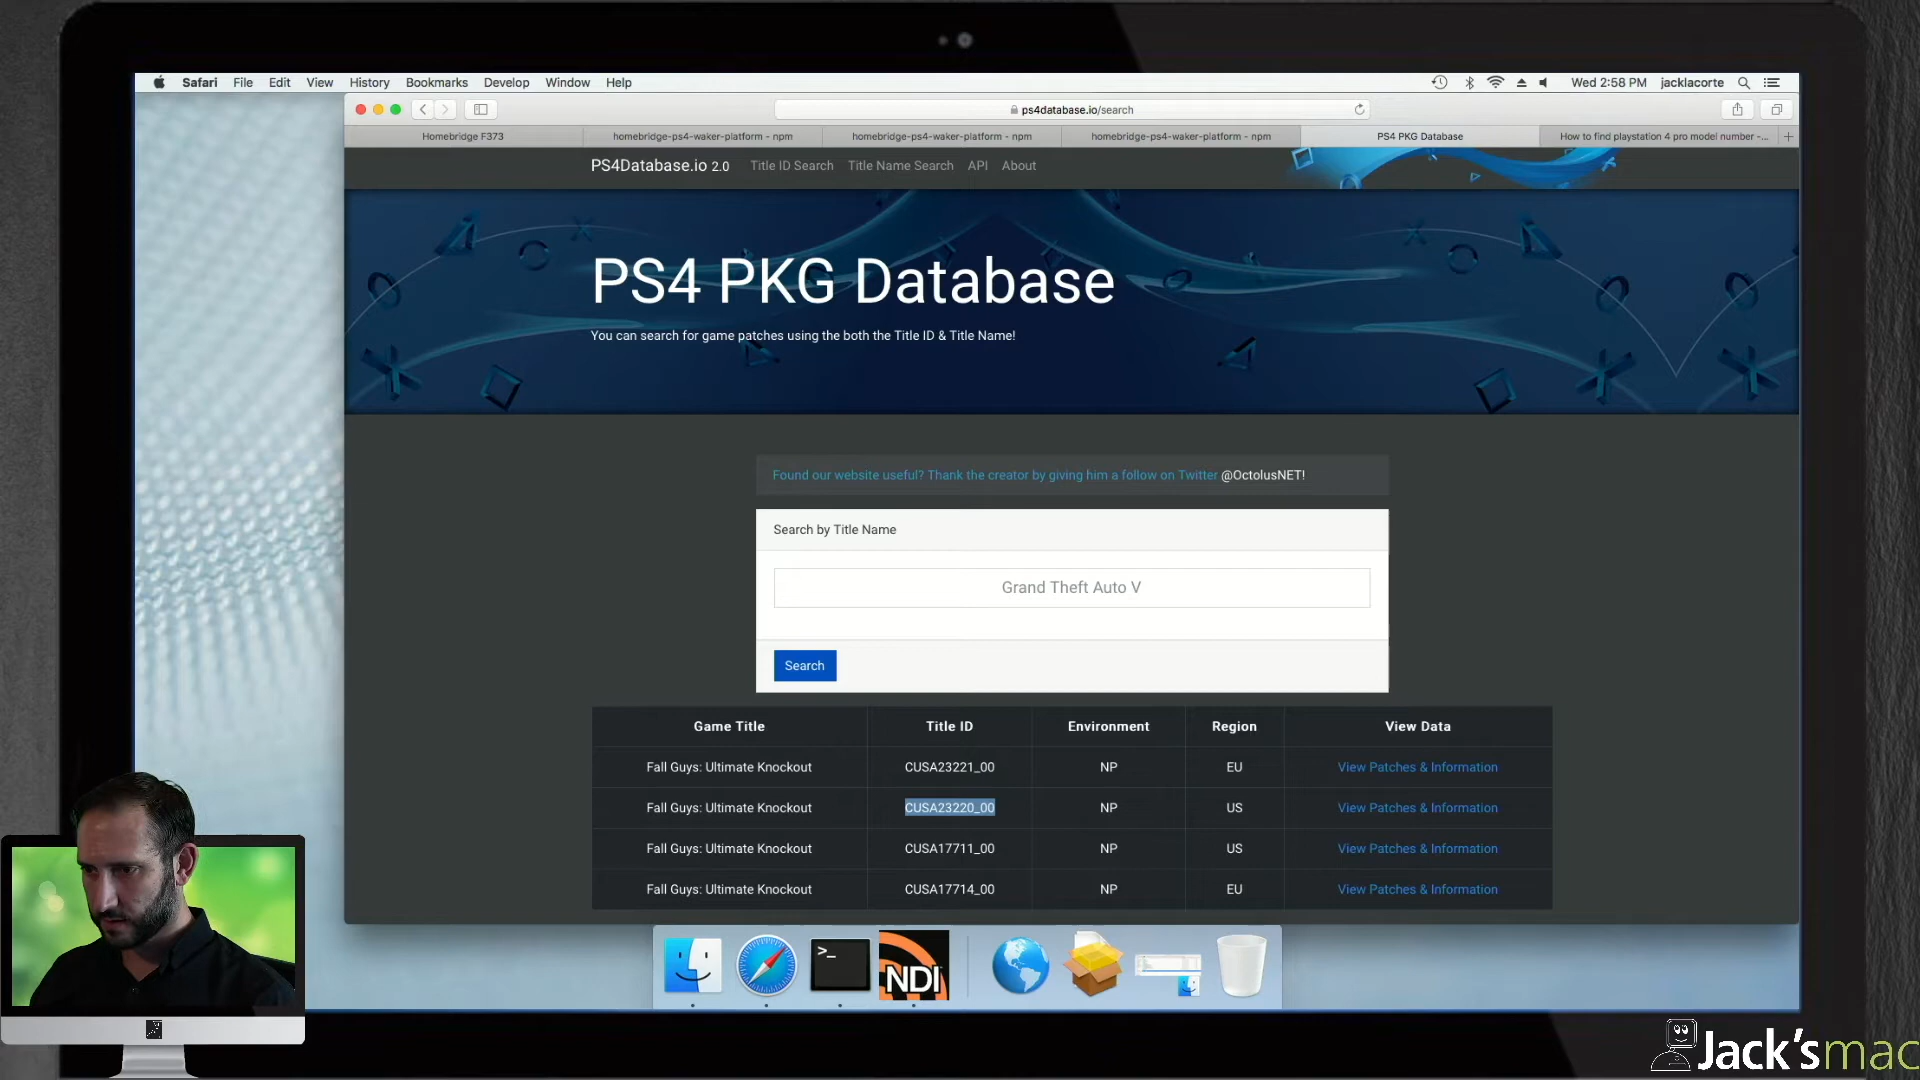 Safari File Edit View History Bookmarks Develop Window Help Wed 2:58 PM jacklacorte
ps4database.io/search
Homebridge F373 homebridge-ps4-waker-platform - npm homebridge-ps4-waker-platform - npm homebridge-ps4-waker-platform - npm PS4 PKG Database How to find playstation 4 pro model number -...
PS4Database.io 2.0 Title ID Search Title Name Search API About
PS4 PKG Database
You can search for game patches using the both the Title ID & Title Name!
Found our website useful? Thank the creator by giving him a follow on Twitter @OctolusNET!
Search by Title Name
Grand Theft Auto V
Search
Game Title Title ID Environment Region View Data
Fall Guys: Ultimate Knockout CUSA23221_00 NP EU View Patches & Information
Fall Guys: Ultimate Knockout CUSA23220_00 NP US View Patches & Information
Fall Guys: Ultimate Knockout CUSA17711_00 NP US View Patches & Information
Fall Guys: Ultimate Knockout CUSA17714_00 NP EU View Patches & Information
>_
NDI
Jack'smac